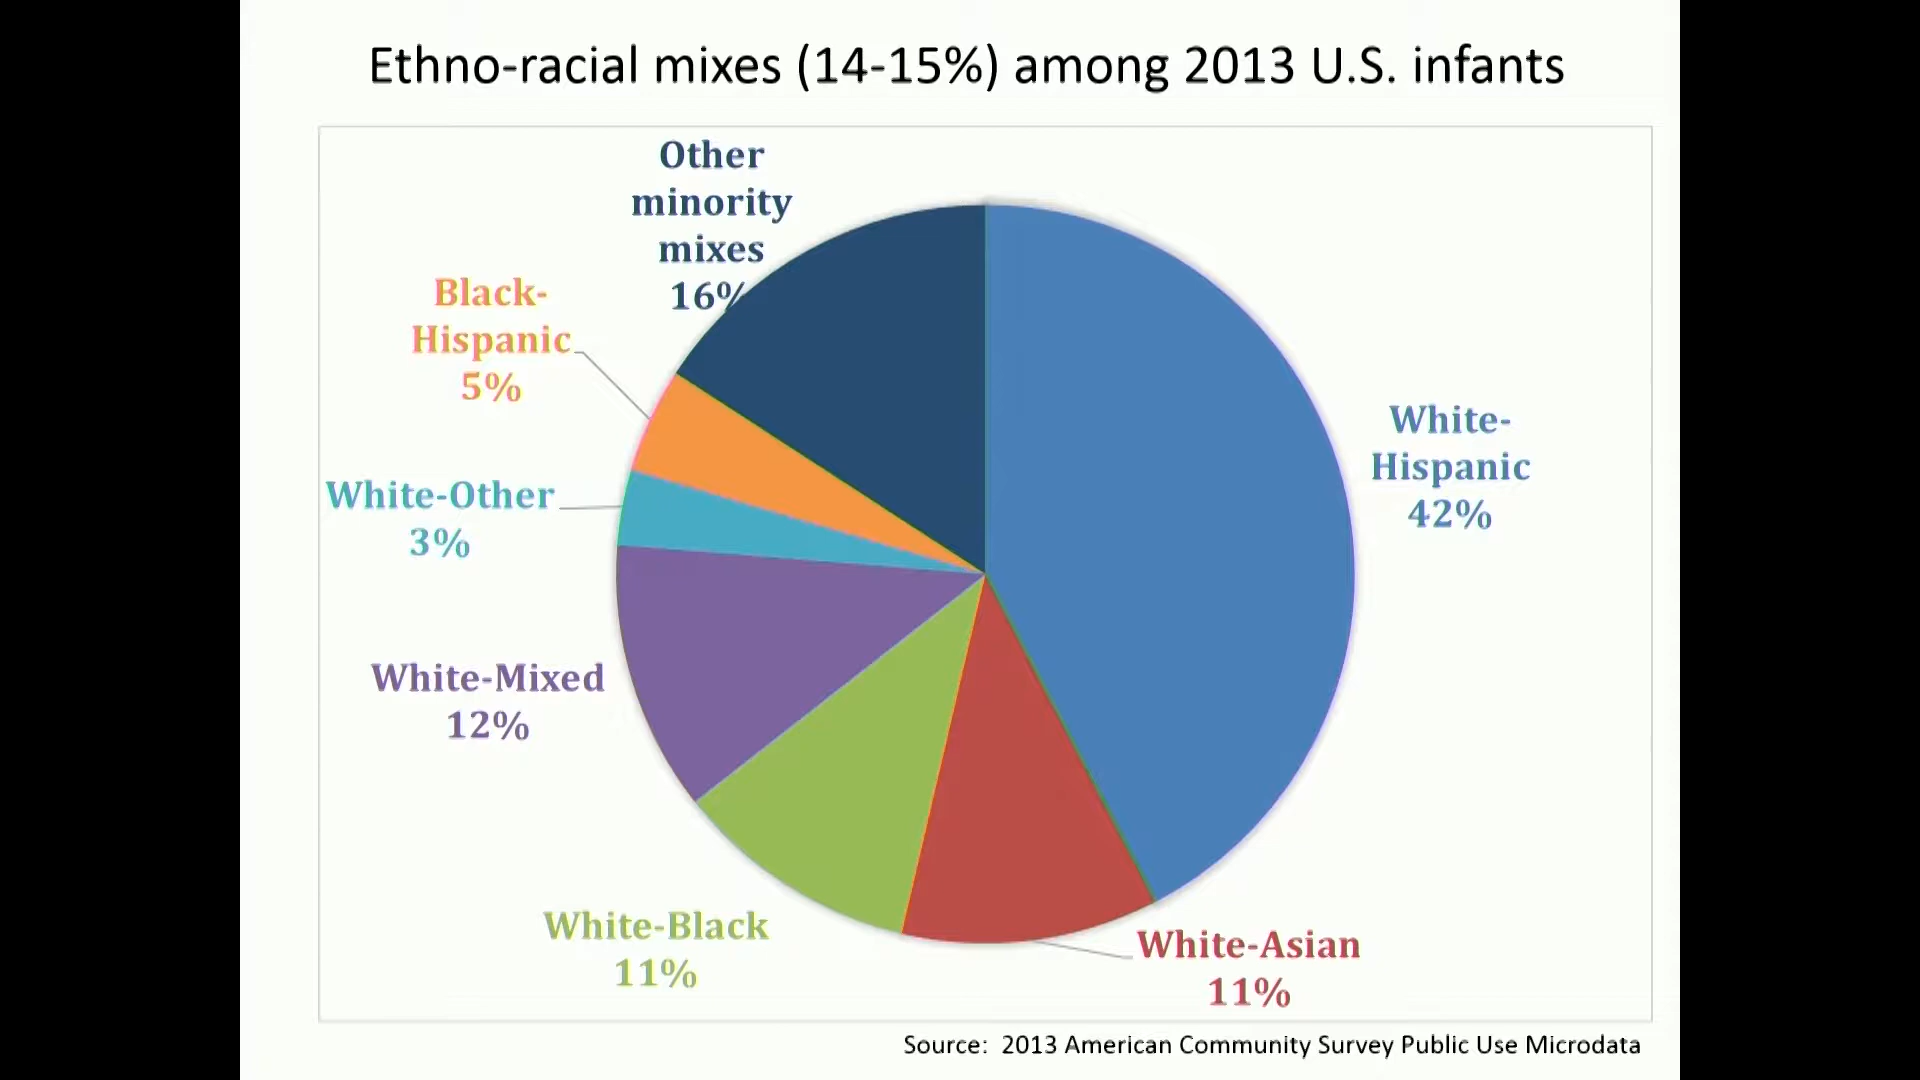 Ethno-racial mixes (14-15%) among 2013 U.S. infants
Other
minority
mixes
16%
Black-
Hispanic
5%
White-Other
3%
White-Mixed
12%
White-Black
11%
White-Asian
11%
White-
Hispanic
42%
Source: 2013 American Community Survey Public Use Microdata